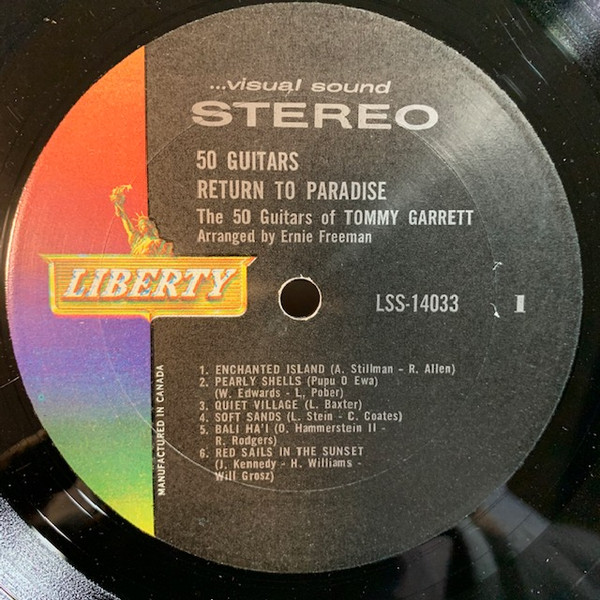 ...visual sound
STEREO
50 GUITARS
RETURN TO PARADISE
The 50 Guitars of TOMMY GARRETT
Arranged by Ernie Freeman
LIBERTY
LSS-14033 1
1. ENCHANTED ISLAND (A. Stillman - R. Allen)
2. PEARLY SHELLS (Pupu O Ewa)
(W. Edwards - L. Pober)
3. QUIET VILLAGE (L. Baxter)
4. SOFT SANDS (L. Stein - C. Coates)
5. BALI HA'I (O. Hammerstein II -
R. Rodgers)
6. RED SAILS IN THE SUNSET
(J. Kennedy - H. Williams -
Will Grosz)
MANUFACTURED IN CANADA